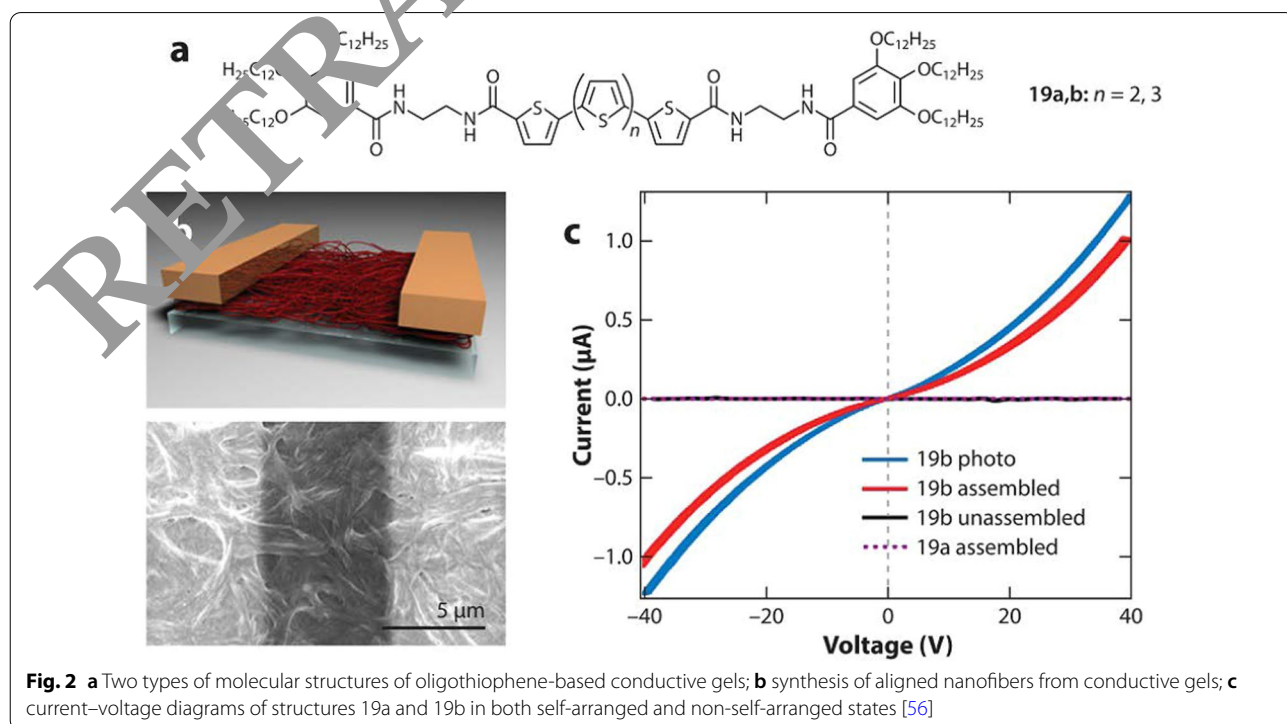 RETRA
a
C₁₂H₂₅
OC₁₂H₂₅
OC₁₂H₂₅
OC₁₂H₂₅
O
H
N
N
H
O
S
S
n
S
O
N
H
H
N
O
19a,b: n = 2, 3
c
1.0
0.5
0.0
−0.5
−1.0
Current (µA)
19b photo
19b assembled
19b unassembled
19a assembled
−40
−20
0
20
40
Voltage (V)
5 µm
Fig. 2 a Two types of molecular structures of oligothiophene-based conductive gels; b synthesis of aligned nanofibers from conductive gels; c
current–voltage diagrams of structures 19a and 19b in both self-arranged and non-self-arranged states [56]